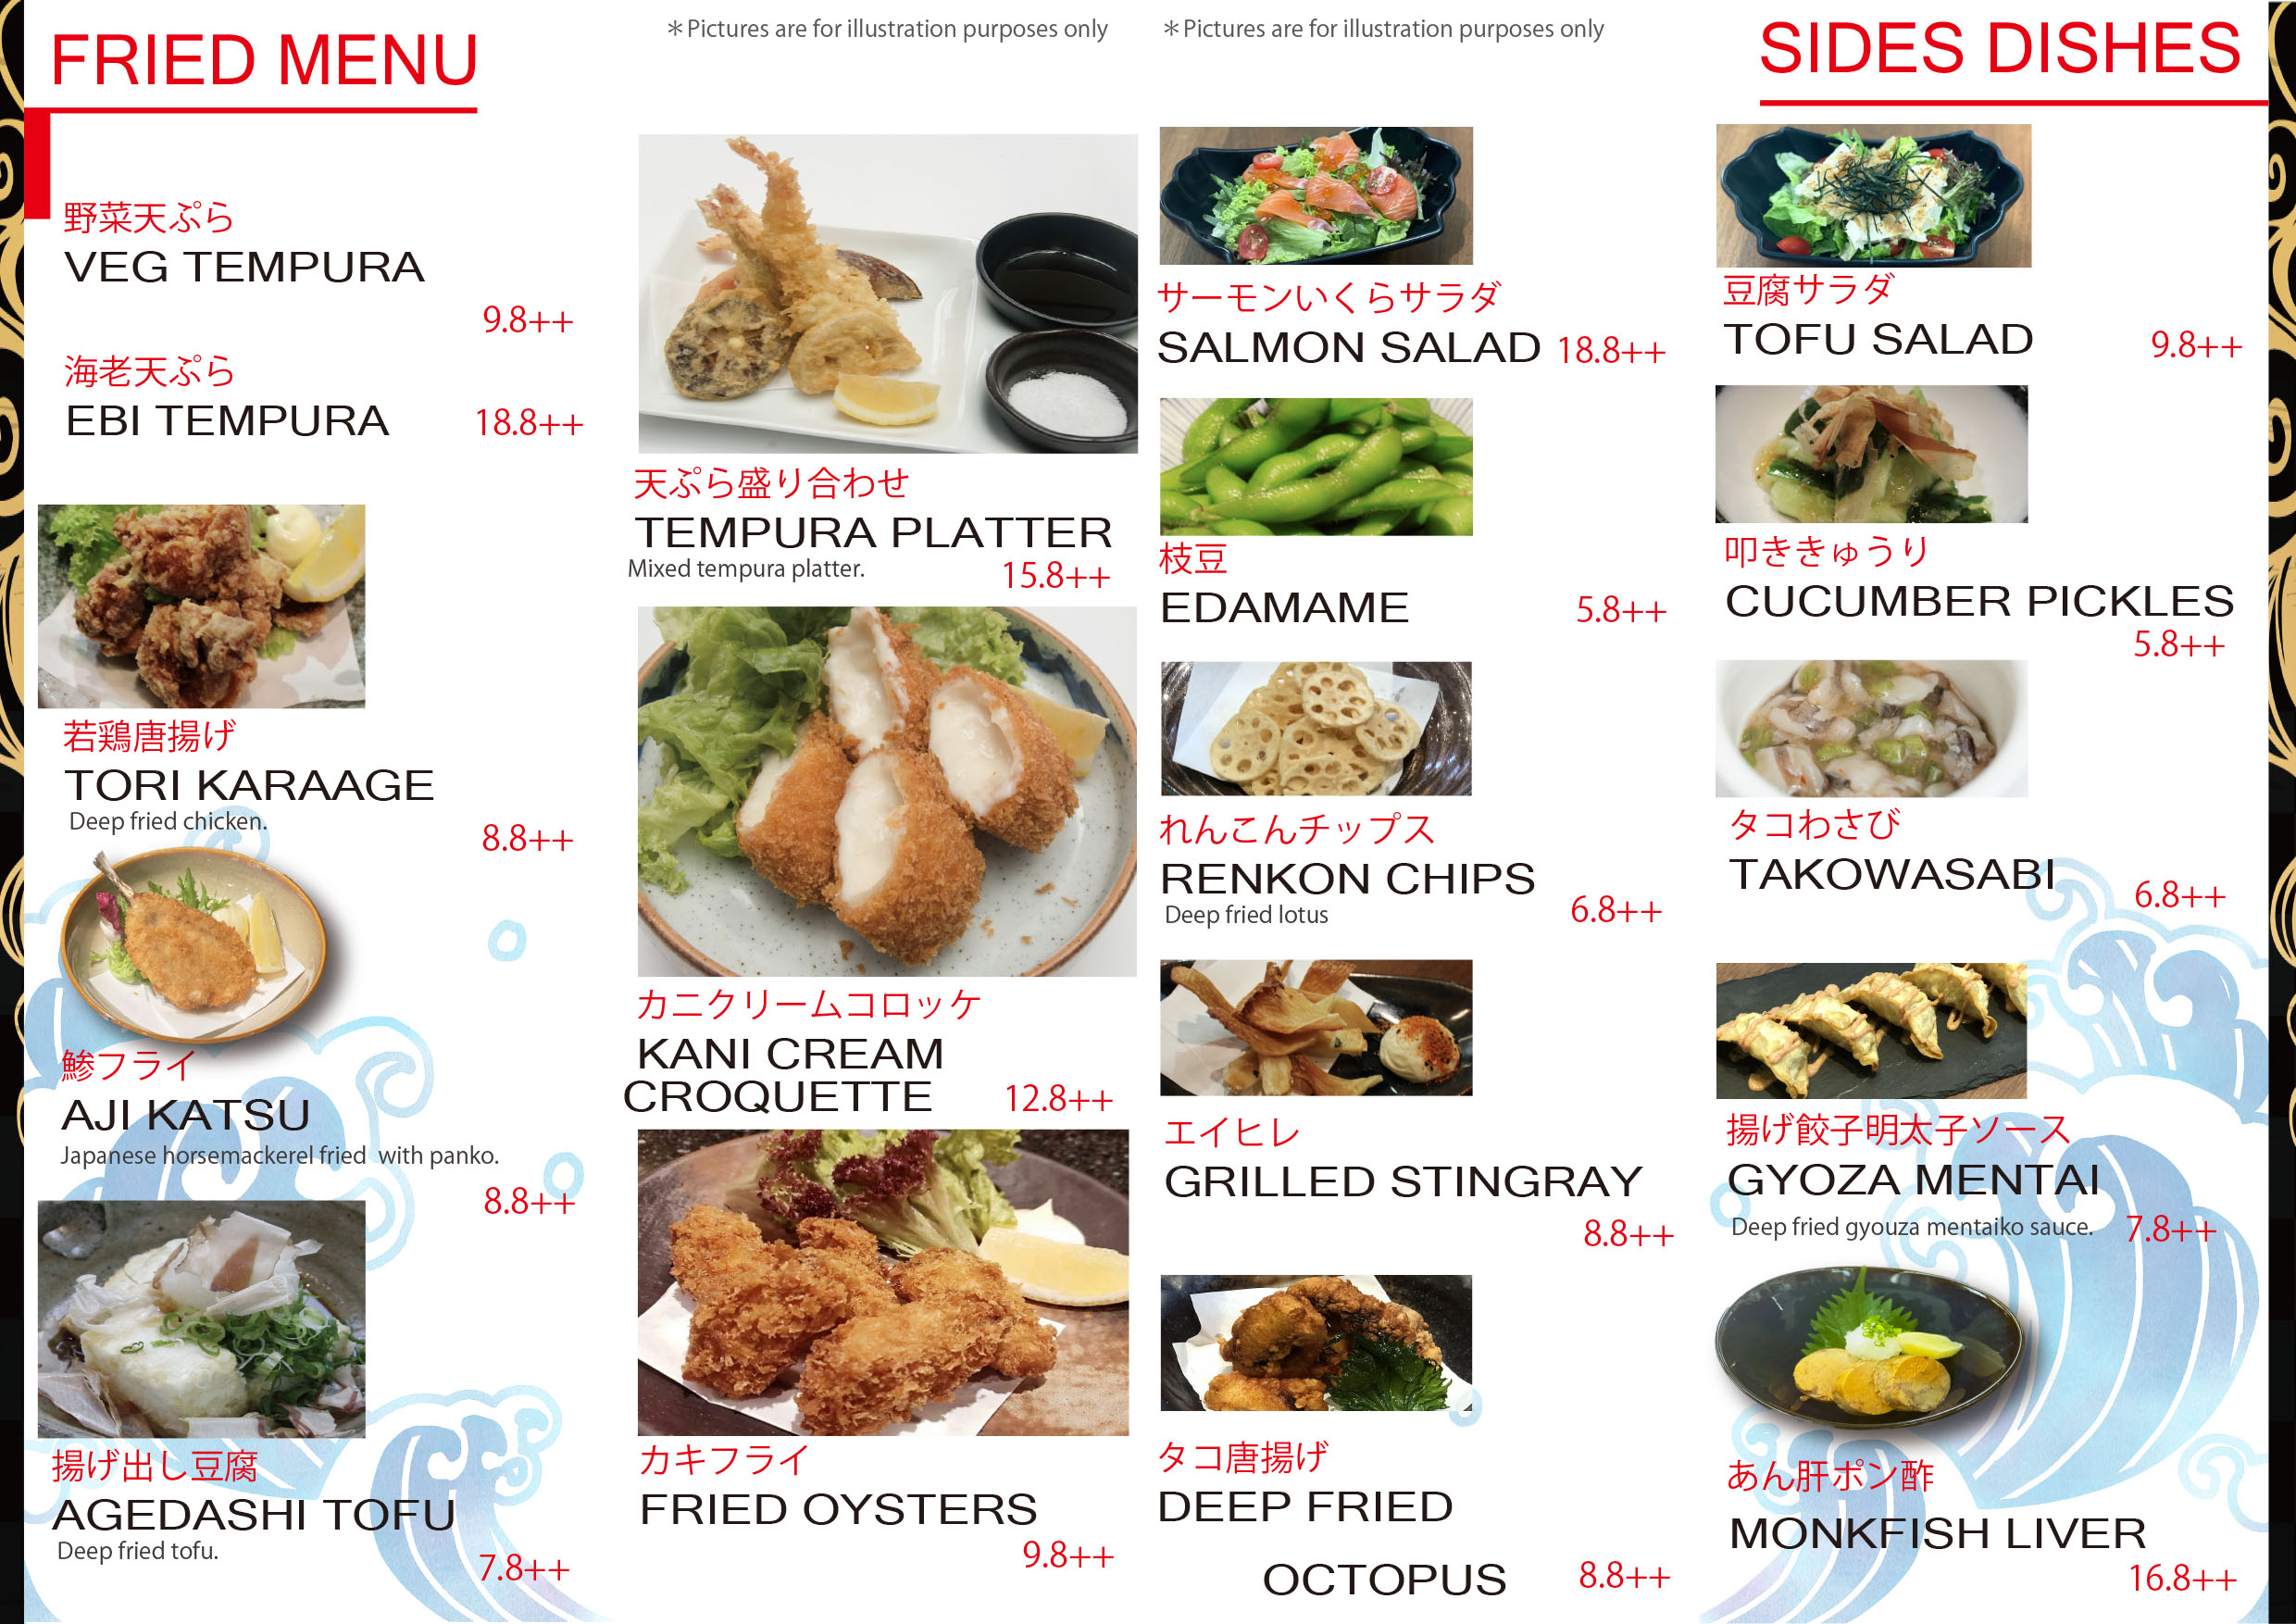 FRIED MENU
＊Pictures are for illustration purposes only
野菜天ぷら
VEG TEMPURA
9.8++
海老天ぷら
EBI TEMPURA 18.8++
若鶏唐揚げ
TORI KARAAGE
Deep fried chicken.
8.8++
鯵フライ
AJI KATSU
Japanese horsemackerel fried with panko.
8.8++
揚げ出し豆腐
AGEDASHI TOFU
Deep fried tofu.
7.8++
天ぷら盛り合わせ
TEMPURA PLATTER
Mixed tempura platter.
15.8++
カニクリームコロッケ
KANI CREAM
CROQUETTE 12.8++
カキフライ
FRIED OYSTERS
9.8++
＊Pictures are for illustration purposes only
SIDES DISHES
サーモンいくらサラダ
SALMON SALAD 18.8++
枝豆
EDAMAME 5.8++
れんこんチップス
RENKON CHIPS
Deep fried lotus
6.8++
エイヒレ
GRILLED STINGRAY
8.8++
タコ唐揚げ
DEEP FRIED
OCTOPUS 8.8++
豆腐サラダ
TOFU SALAD 9.8++
叩ききゅうり
CUCUMBER PICKLES
5.8++
タコわさび
TAKOWASABI
6.8++
揚げ餃子明太子ソース
GYOZA MENTAI
Deep fried gyouza mentaiko sauce. 7.8++
あん肝ポン酢
MONKFISH LIVER
16.8++